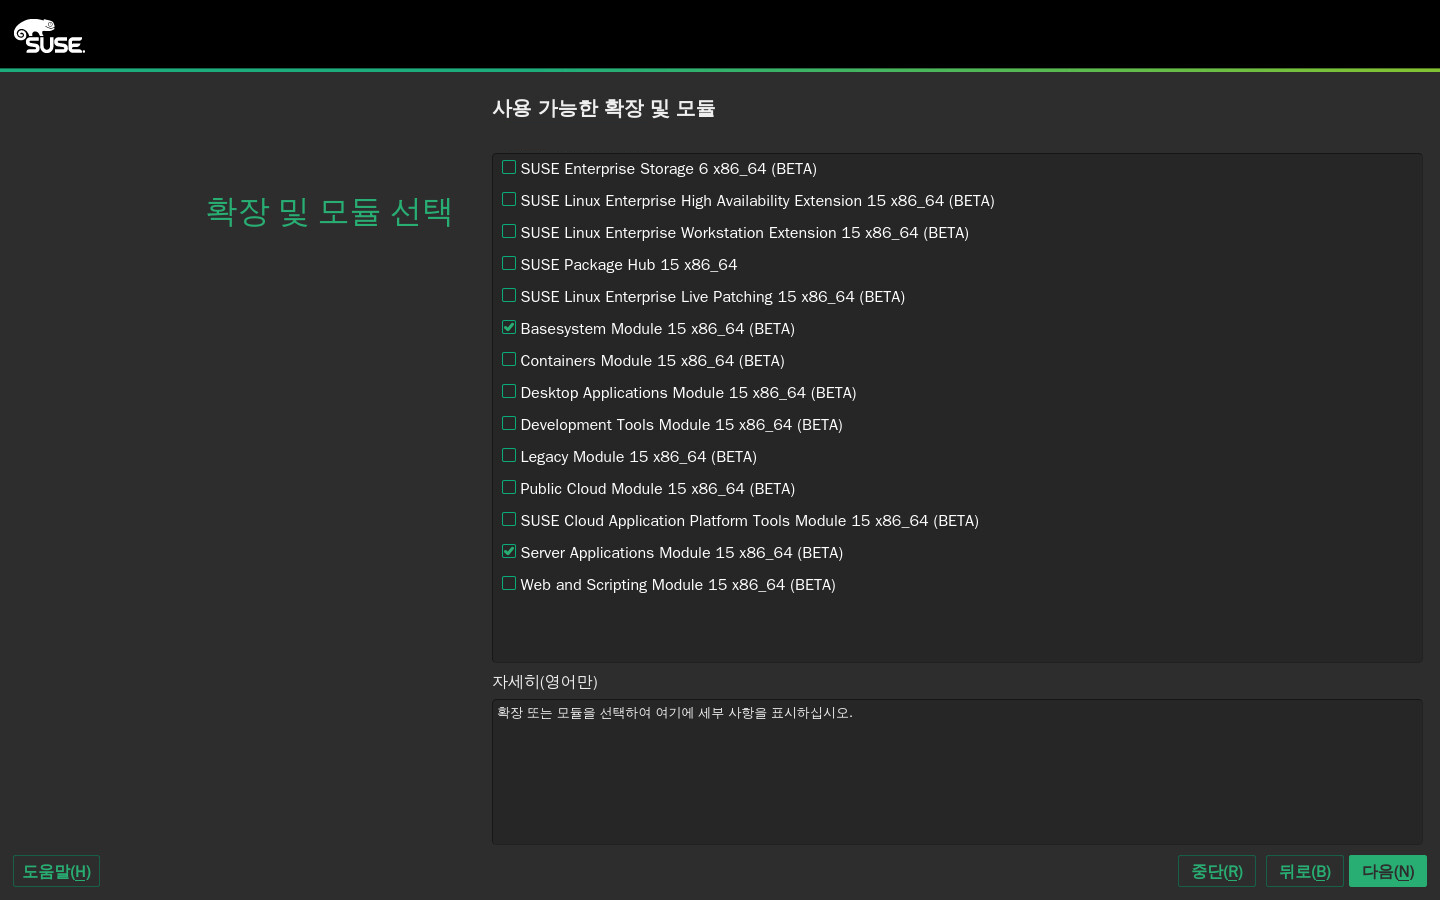 SUSE
사용 가능한 확장 및 모듈
확장 및 모듈 선택
SUSE Enterprise Storage 6 x86_64 (BETA)
SUSE Linux Enterprise High Availability Extension 15 x86_64 (BETA)
SUSE Linux Enterprise Workstation Extension 15 x86_64 (BETA)
SUSE Package Hub 15 x86_64
SUSE Linux Enterprise Live Patching 15 x86_64 (BETA)
Basesystem Module 15 x86_64 (BETA)
Containers Module 15 x86_64 (BETA)
Desktop Applications Module 15 x86_64 (BETA)
Development Tools Module 15 x86_64 (BETA)
Legacy Module 15 x86_64 (BETA)
Public Cloud Module 15 x86_64 (BETA)
SUSE Cloud Application Platform Tools Module 15 x86_64 (BETA)
Server Applications Module 15 x86_64 (BETA)
Web and Scripting Module 15 x86_64 (BETA)
자세히(영어만)
확장 또는 모듈을 선택하여 여기에 세부 사항을 표시하십시오.
도움말(H)
중단(R)
뒤로(B)
다음(N)